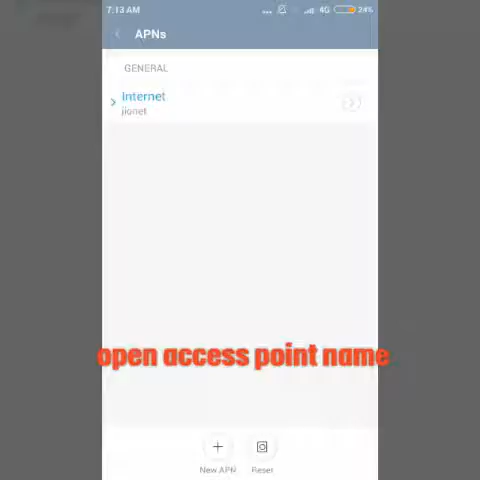 7:13 AM ... 4G 24%
APNs
GENERAL
Internet
jionet
open access point name
New APN Reset